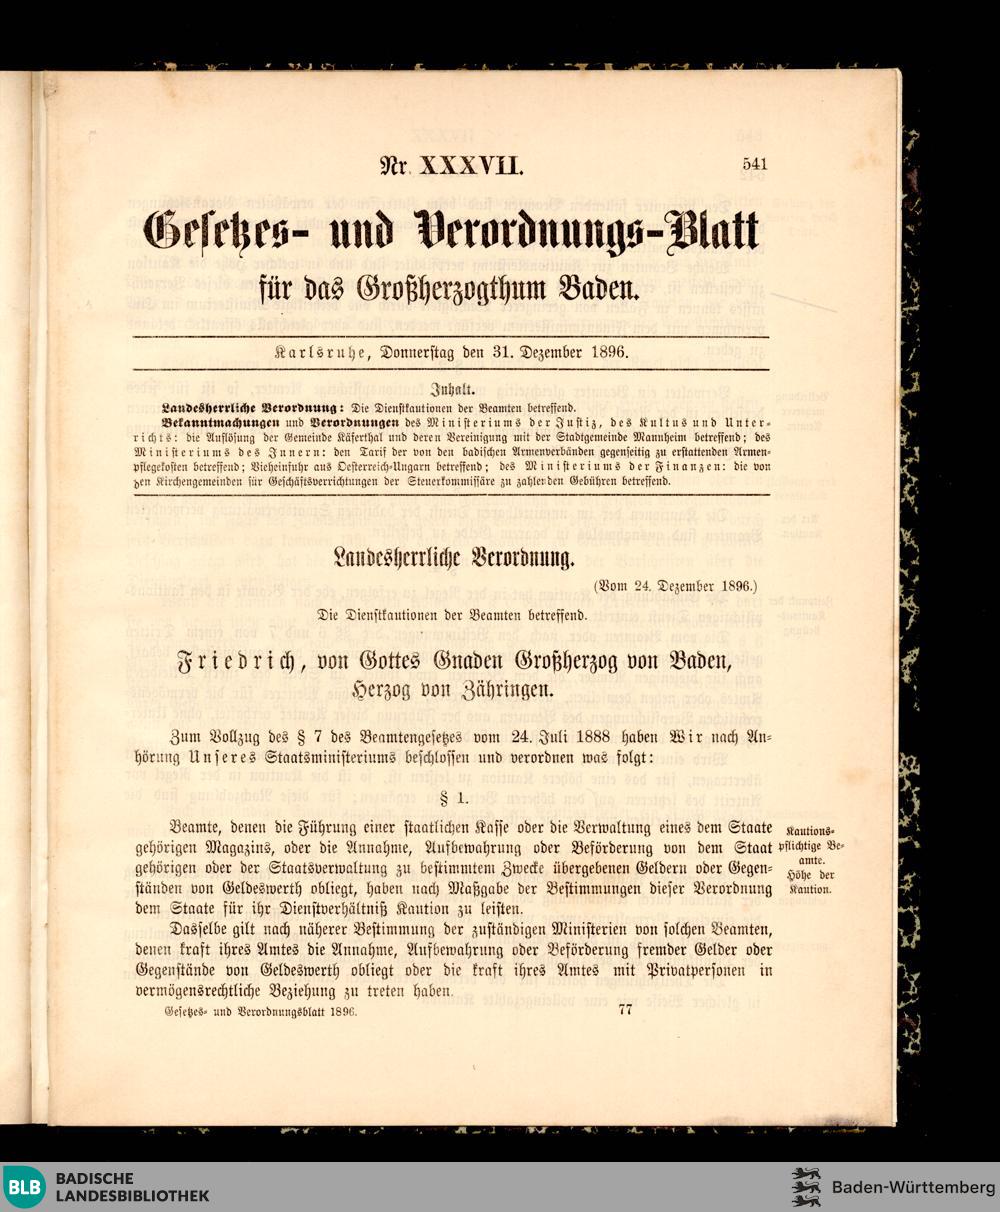 Nr. XXXVII.
541
Gesetzes- und Verordnungs-Blatt
für das Großherzogthum Baden.
Karlsruhe, Donnerstag den 31. Dezember 1896.
Inhalt.
Landesherrliche Verordnung: Die Dienstkautionen der Beamten betreffend.
Bekanntmachungen und Verordnungen des Ministeriums der Justiz, des Kultus und Unter-
richts: die Auflösung der Gemeinde Käferthal und deren Vereinigung mit der Stadtgemeinde Mannheim betreffend; des
Ministeriums des Innern: den Tarif der von den badischen Armenverbänden gegenseitig zu erstattenden Armen-
pflegekosten betreffend; Vieheinfuhr aus Oesterreich-Ungarn betreffend; des Ministeriums der Finanzen: die von
den Kirchengemeinden für Geschäftsverrichtungen der Steuerkommissäre zu zahlenden Gebühren betreffend.
Landesherrliche Verordnung.
(Vom 24. Dezember 1896.)
Die Dienstkautionen der Beamten betreffend.
Friedrich, von Gottes Gnaden Großherzog von Baden,
Herzog von Zähringen.
Zum Vollzug des § 7 des Beamtengesetzes vom 24. Juli 1888 haben Wir nach An-
hörung Unseres Staatsministeriums beschlossen und verordnen was folgt:
§ 1.
Beamte, denen die Führung einer staatlichen Kasse oder die Verwaltung eines dem Staate
gehörigen Magazins, oder die Annahme, Aufbewahrung oder Beförderung von dem Staat
gehörigen oder der Staatsverwaltung zu bestimmtem Zwecke übergebenen Geldern oder Gegen-
ständen von Geldeswerth obliegt, haben nach Maßgabe der Bestimmungen dieser Verordnung
dem Staate für ihr Dienstverhältniß Kaution zu leisten.
Kautions-
pflichtige Be-
amte.
Höhe der
Kaution.
Dasselbe gilt nach näherer Bestimmung der zuständigen Ministerien von solchen Beamten,
denen kraft ihres Amtes die Annahme, Aufbewahrung oder Beförderung fremder Gelder oder
Gegenstände von Geldeswerth obliegt oder die kraft ihres Amtes mit Privatpersonen in
vermögensrechtliche Beziehung zu treten haben.
Gesetzes- und Verordnungsblatt 1896.
77
BLB
BADISCHE
LANDESBIBLIOTHEK
Baden-Württemberg